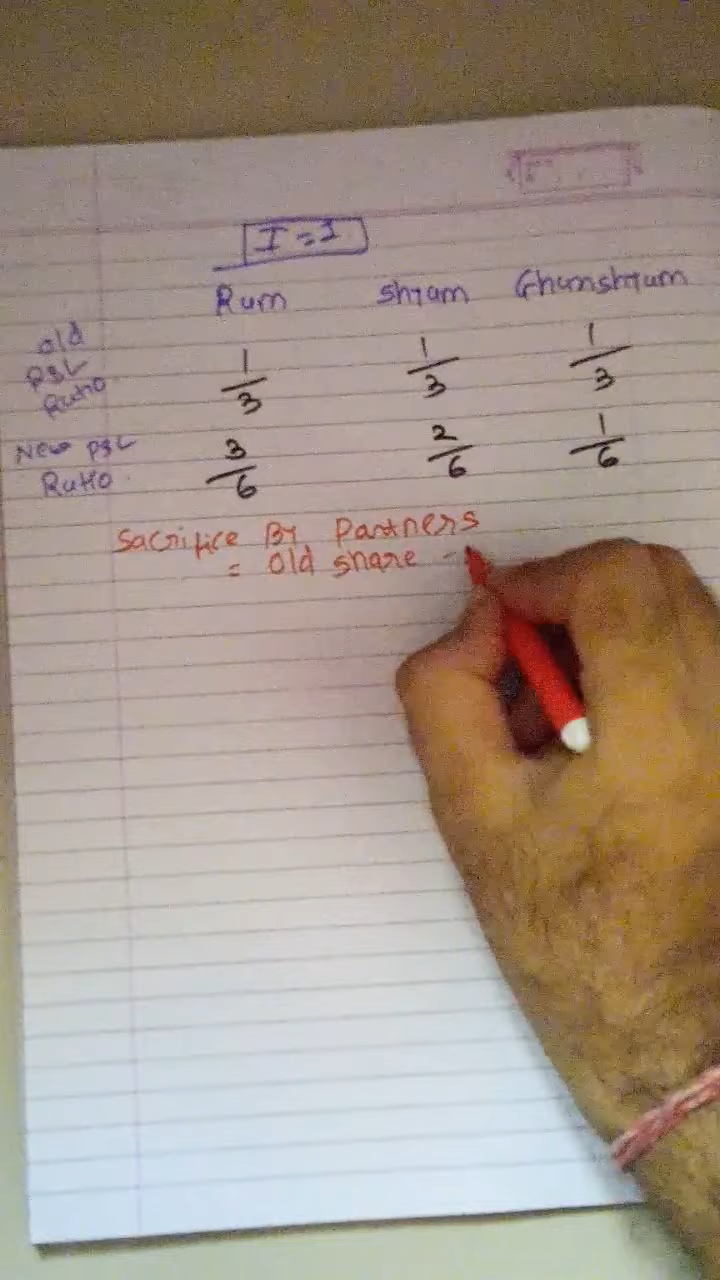 I = 1
Ram Shyam Ghanshyam
Old
P&L
Ratio
1/3 1/3 1/3
New P&L
Ratio
3/6 2/6 1/6
Sacrifice By Partners
= Old share -